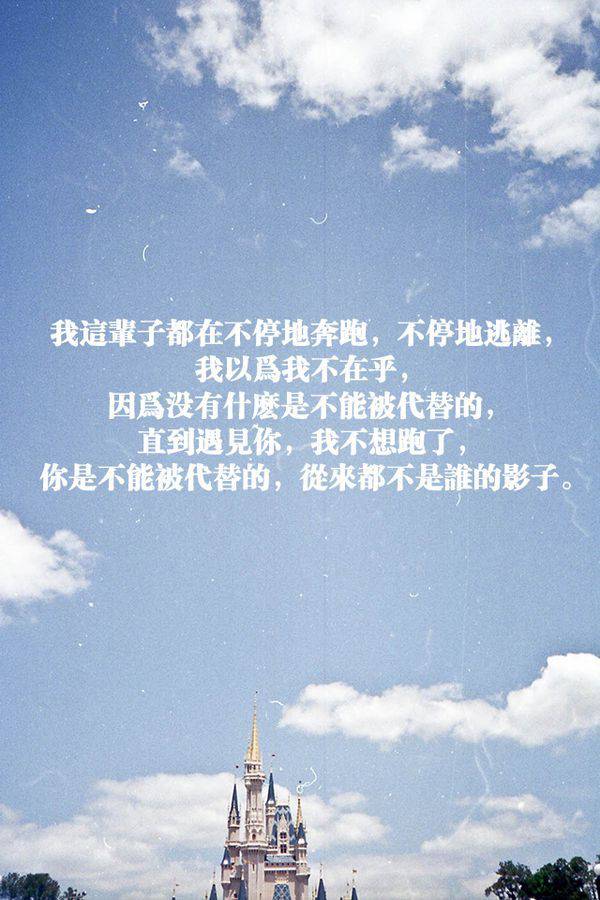 我這輩子都在不停地奔跑，不停地逃離，
我以爲我不在乎，
因爲没有什麽是不能被代替的，
直到遇見你，我不想跑了，
你是不能被代替的，從來都不是誰的影子。